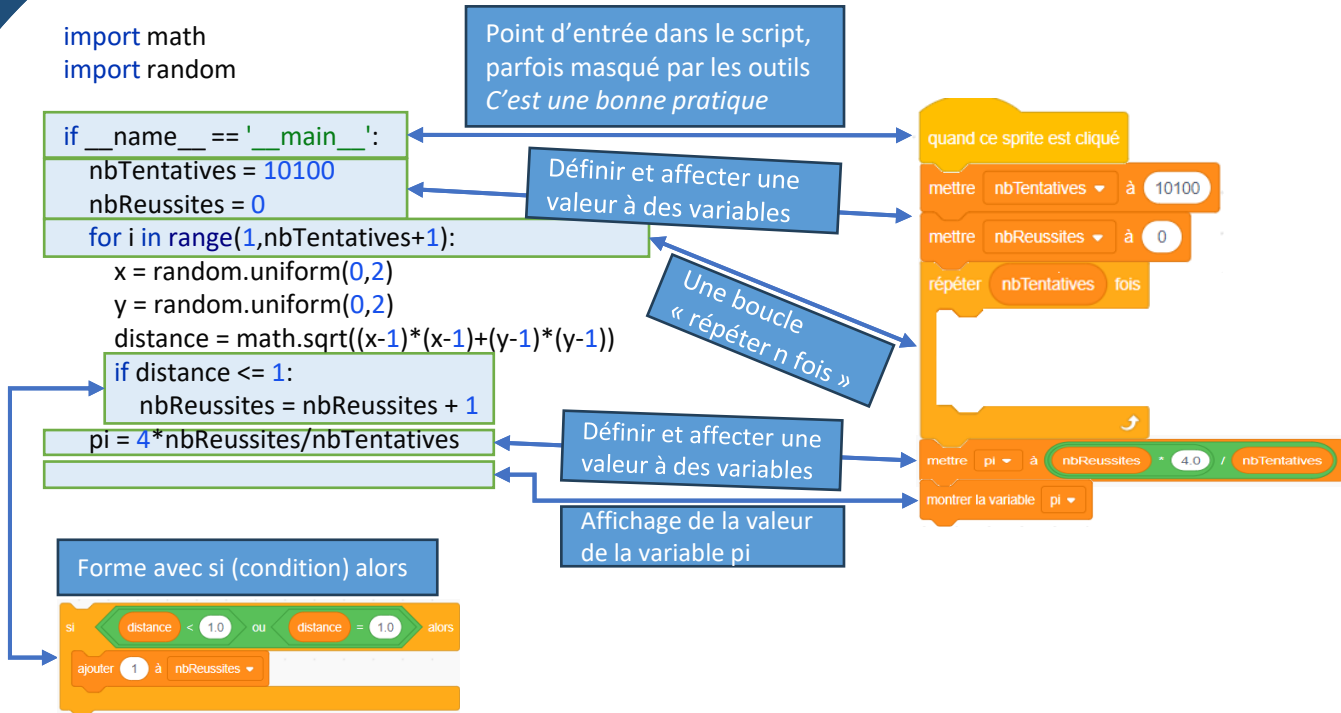 import math
import random
if __name__ == '__main__':
nbTentatives = 10100
nbReussites = 0
for i in range(1,nbTentatives+1):
x = random.uniform(0,2)
y = random.uniform(0,2)
distance = math.sqrt((x-1)*(x-1)+(y-1)*(y-1))
if distance <= 1:
nbReussites = nbReussites + 1
pi = 4*nbReussites/nbTentatives
Point d’entrée dans le script,
parfois masqué par les outils
C’est une bonne pratique
Définir et affecter une
valeur à des variables
Une boucle
« répéter n fois »
Définir et affecter une
valeur à des variables
Affichage de la valeur
de la variable pi
quand ce sprite est cliqué
mettre nbTentatives à 10100
mettre nbReussites à 0
répéter nbTentatives fois
mettre pi à nbReussites * 4.0 / nbTentatives
montrer la variable pi
Forme avec si (condition) alors
si distance < 1.0 ou distance = 1.0 alors
ajouter 1 à nbReussites